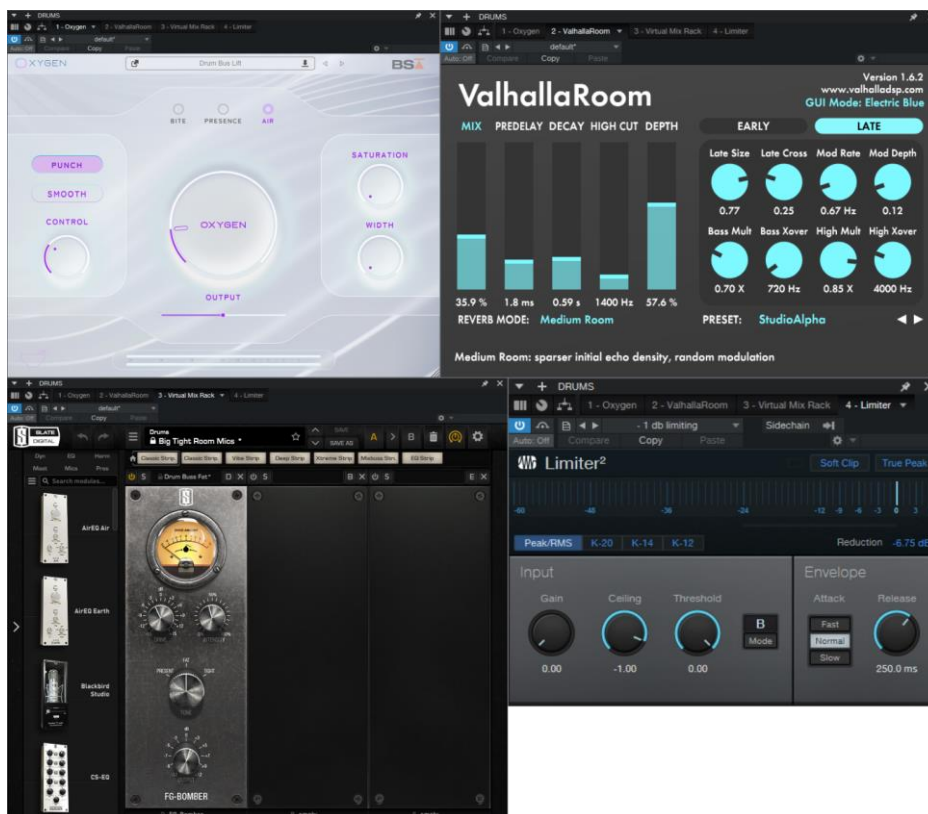 DRUMS
1 - Oxygen 2 - ValhallaRoom 3 - Virtual Mix Rack 4 - Limiter
default*
Auto: Off Compare Copy Paste
OXYGEN Drum Bus Lift BSA
BITE PRESENCE AIR
PUNCH
SMOOTH
CONTROL
OXYGEN
SATURATION
WIDTH
OUTPUT
DRUMS
1 - Oxygen 2 - ValhallaRoom 3 - Virtual Mix Rack 4 - Limiter
default*
Auto: Off Compare Copy Paste
ValhallaRoom
Version 1.6.2
www.valhalladsp.com
GUI Mode: Electric Blue
MIX PREDELAY DECAY HIGH CUT DEPTH
EARLY LATE
Late Size Late Cross Mod Rate Mod Depth
0.77 0.25 0.67 Hz 0.12
Bass Mult Bass Xover High Mult High Xover
0.70 X 720 Hz 0.85 X 4000 Hz
35.9 % 1.8 ms 0.59 s 1400 Hz 57.6 %
REVERB MODE: Medium Room
PRESET: StudioAlpha
Medium Room: sparser initial echo density, random modulation
DRUMS
1 - Oxygen 2 - ValhallaRoom 3 - Virtual Mix Rack 4 - Limiter
default*
Auto: Off Compare Copy Paste
SLATE DIGITAL
Drums
Big Tight Room Mics *
SAVE
SAVE AS
A > B
Dyn EQ Harm
Mast Mics Pres
Search modules...
Classic Strip Classic Strip Vibe Strip Deep Strip Xtreme Strip Moduss Stri.. EQ Strip
S Drum Buss Fat* D X S B X S E X
AirEQ Air
AirEQ Earth
Blackbird Studio
CS-EQ
PRESENT FAT TIGHT
TONE
FG-BOMBER
DRUMS
1 - Oxygen 2 - ValhallaRoom 3 - Virtual Mix Rack 4 - Limiter
- 1 db limiting Sidechain
Auto: Off Compare Copy Paste
Limiter²
Soft Clip True Peak
-60 -48 -36 -24 -12 -9 -6 -3 0 3
Peak/RMS K-20 K-14 K-12
Reduction -6.75 dB
Input
Gain Ceiling Threshold
0.00 -1.00 0.00
B
Mode
Envelope
Attack Release
Fast
Normal
Slow
250.0 ms